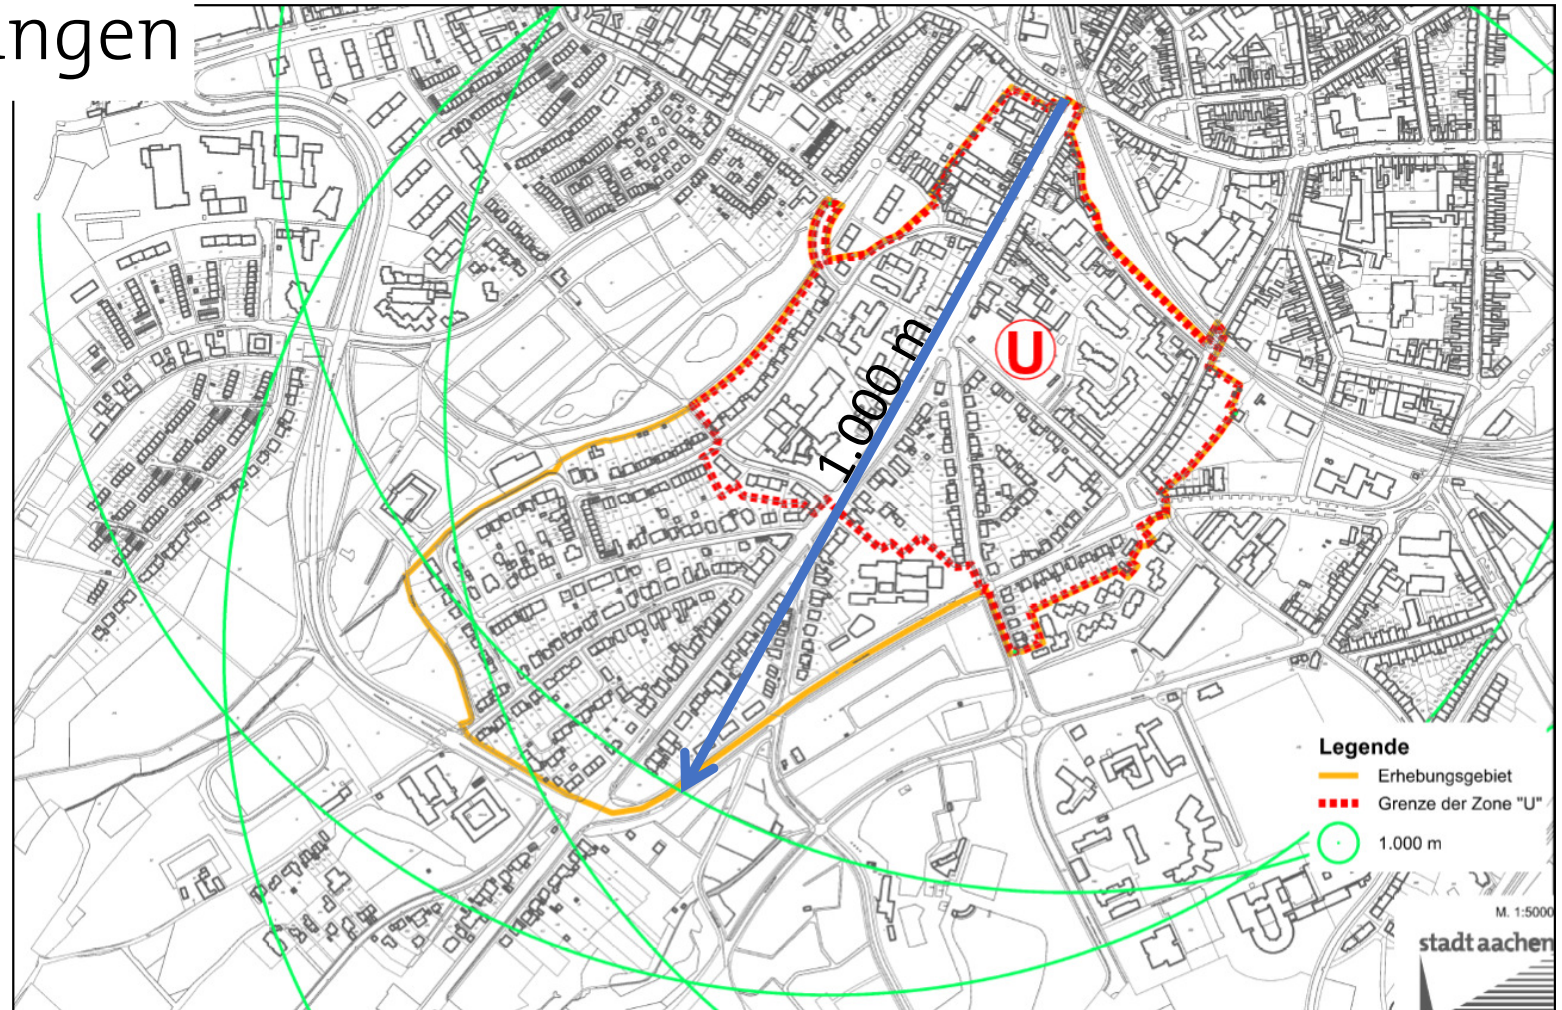 ngen
U
1.000 m
Legende
Erhebungsgebiet
Grenze der Zone "U"
1.000 m
M. 1:5000
stadt aachen